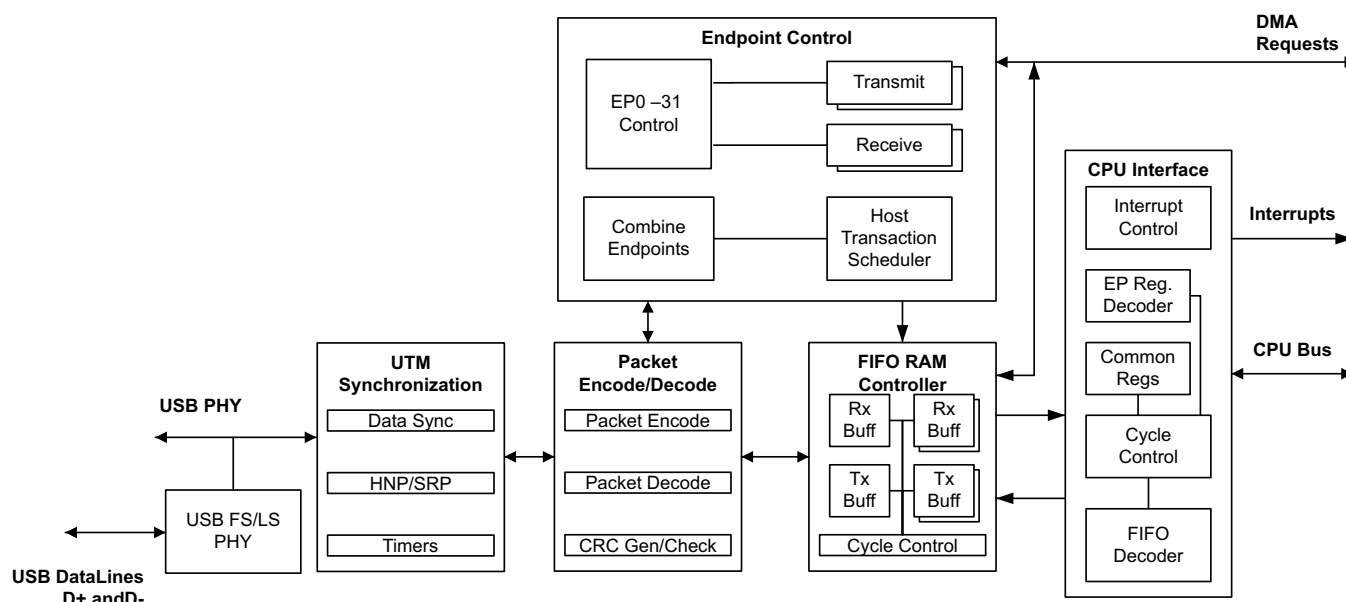 Endpoint Control
DMA
Requests
EP0 –31
Control
Transmit
Receive
Combine
Endpoints
Host
Transaction
Scheduler
CPU Interface
Interrupt
Control
Interrupts
EP Reg.
Decoder
Common
Regs
CPU Bus
Cycle
Control
FIFO
Decoder
UTM
Synchronization
Data Sync
HNP/SRP
Timers
Packet
Encode/Decode
Packet Encode
Packet Decode
CRC Gen/Check
FIFO RAM
Controller
Rx
Buff
Rx
Buff
Tx
Buff
Tx
Buff
Cycle Control
USB PHY
USB FS/LS
PHY
USB DataLines
D+ andD-